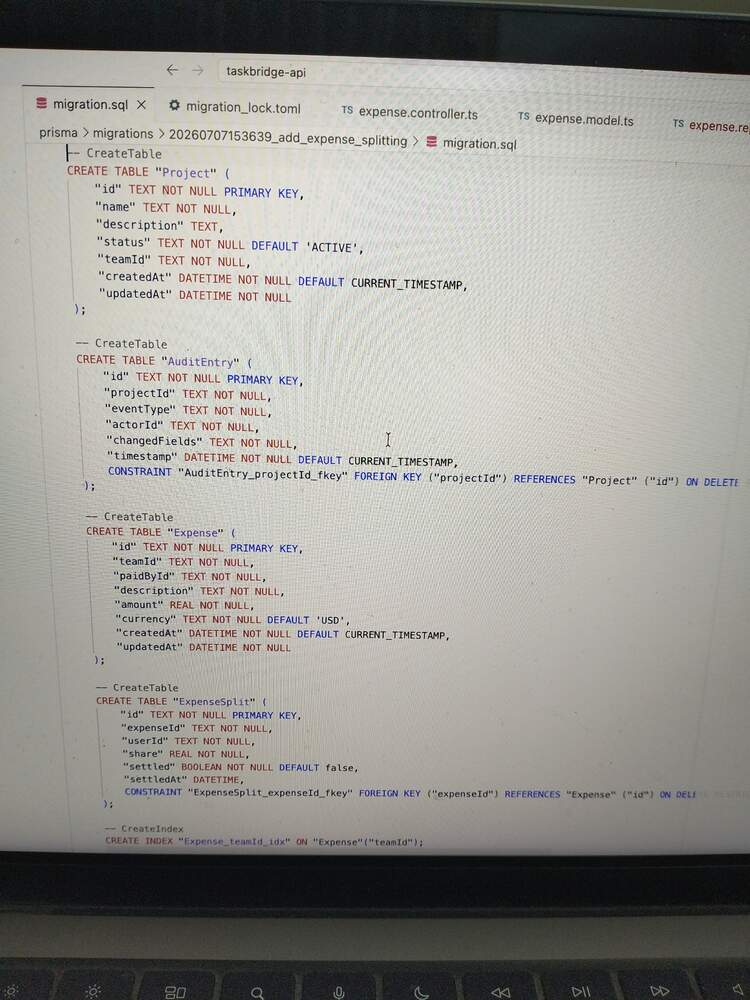 taskbridge-api
migration.sql migration_lock.toml TS expense.controller.ts TS expense.model.ts TS expense.re
prisma > migrations > 20260707153639_add_expense_splitting > migration.sql
-- CreateTable
CREATE TABLE "Project" (
"id" TEXT NOT NULL PRIMARY KEY,
"name" TEXT NOT NULL,
"description" TEXT,
"status" TEXT NOT NULL DEFAULT 'ACTIVE',
"teamId" TEXT NOT NULL,
"createdAt" DATETIME NOT NULL DEFAULT CURRENT_TIMESTAMP,
"updatedAt" DATETIME NOT NULL
);
-- CreateTable
CREATE TABLE "AuditEntry" (
"id" TEXT NOT NULL PRIMARY KEY,
"projectId" TEXT NOT NULL,
"eventType" TEXT NOT NULL,
"actorId" TEXT NOT NULL,
"changedFields" TEXT NOT NULL,
"timestamp" DATETIME NOT NULL DEFAULT CURRENT_TIMESTAMP,
CONSTRAINT "AuditEntry_projectId_fkey" FOREIGN KEY ("projectId") REFERENCES "Project" ("id") ON DELETE
);
-- CreateTable
CREATE TABLE "Expense" (
"id" TEXT NOT NULL PRIMARY KEY,
"teamId" TEXT NOT NULL,
"paidById" TEXT NOT NULL,
"description" TEXT NOT NULL,
"amount" REAL NOT NULL,
"currency" TEXT NOT NULL DEFAULT 'USD',
"createdAt" DATETIME NOT NULL DEFAULT CURRENT_TIMESTAMP,
"updatedAt" DATETIME NOT NULL
);
-- CreateTable
CREATE TABLE "ExpenseSplit" (
"id" TEXT NOT NULL PRIMARY KEY,
"expenseId" TEXT NOT NULL,
"userId" TEXT NOT NULL,
"share" REAL NOT NULL,
"settled" BOOLEAN NOT NULL DEFAULT false,
"settledAt" DATETIME,
CONSTRAINT "ExpenseSplit_expenseId_fkey" FOREIGN KEY ("expenseId") REFERENCES "Expense" ("id") ON
);
-- CreateIndex
CREATE INDEX "Expense_teamId_idx" ON "Expense"("teamId");